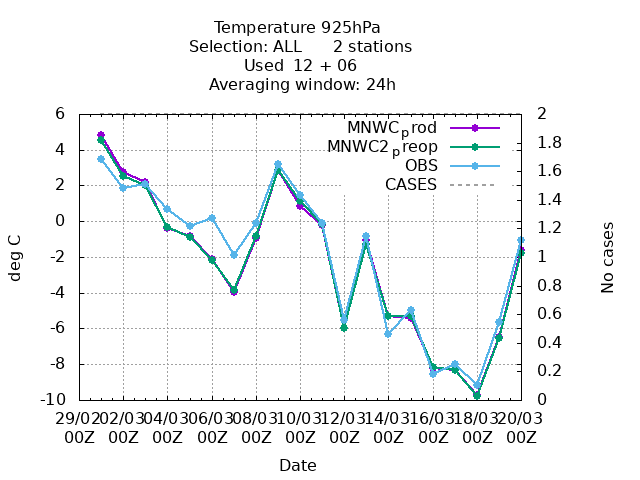 Temperature 925hPa
Selection: ALL 2 stations
Used 12 + 06
Averaging window: 24h
6
4
2
0
-2
-4
-6
-8
-10
deg C
MNWC_prod
MNWC2_preop
OBS
CASES
2
1.8
1.6
1.4
1.2
1
0.8
0.6
0.4
0.2
0
No cases
29/02 02/03 04/03 06/03 08/03 10/03 12/03 14/03 16/03 18/03 20/03
00Z 00Z 00Z 00Z 00Z 00Z 00Z 00Z 00Z 00Z 00Z
Date